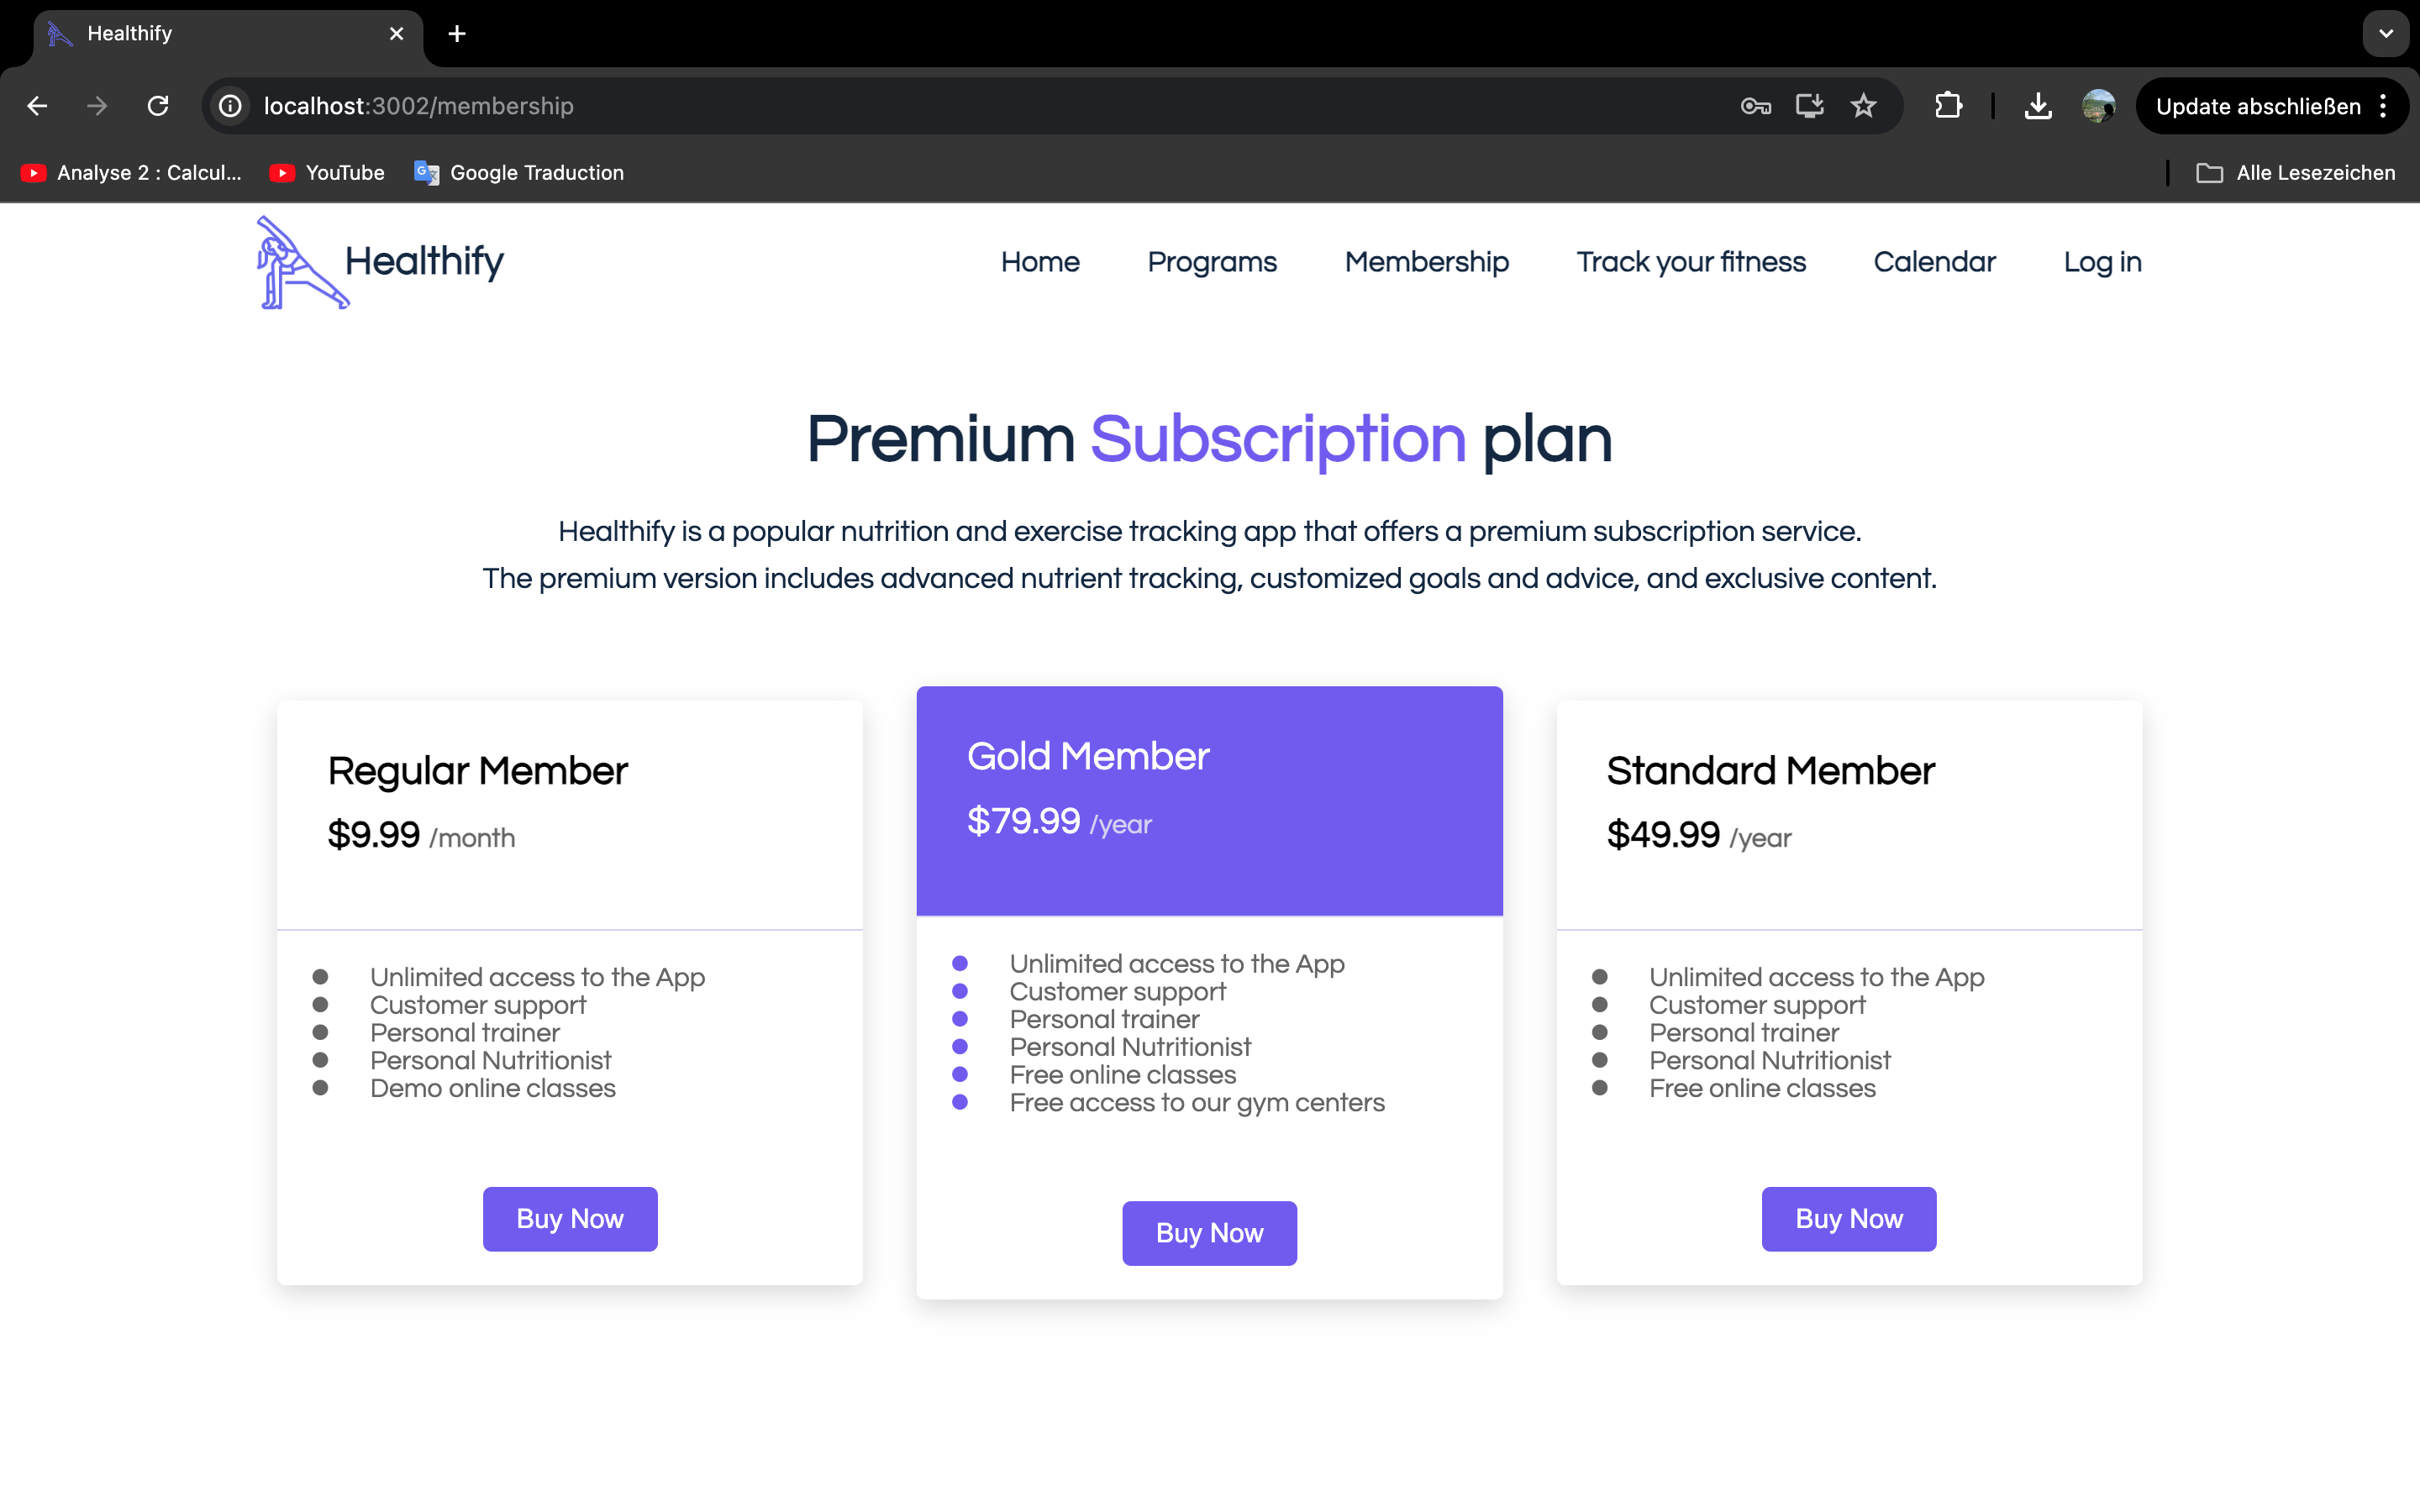 Healthify
localhost:3002/membership
Update abschließen
Analyse 2 : Calcul...
YouTube
Google Traduction
Alle Lesezeichen
Healthify
Home
Programs
Membership
Track your fitness
Calendar
Log in
Premium Subscription plan
Healthify is a popular nutrition and exercise tracking app that offers a premium subscription service.
The premium version includes advanced nutrient tracking, customized goals and advice, and exclusive content.
Regular Member
$9.99 /month
Unlimited access to the App
Customer support
Personal trainer
Personal Nutritionist
Demo online classes
Buy Now
Gold Member
$79.99 /year
Unlimited access to the App
Customer support
Personal trainer
Personal Nutritionist
Free online classes
Free access to our gym centers
Buy Now
Standard Member
$49.99 /year
Unlimited access to the App
Customer support
Personal trainer
Personal Nutritionist
Free online classes
Buy Now